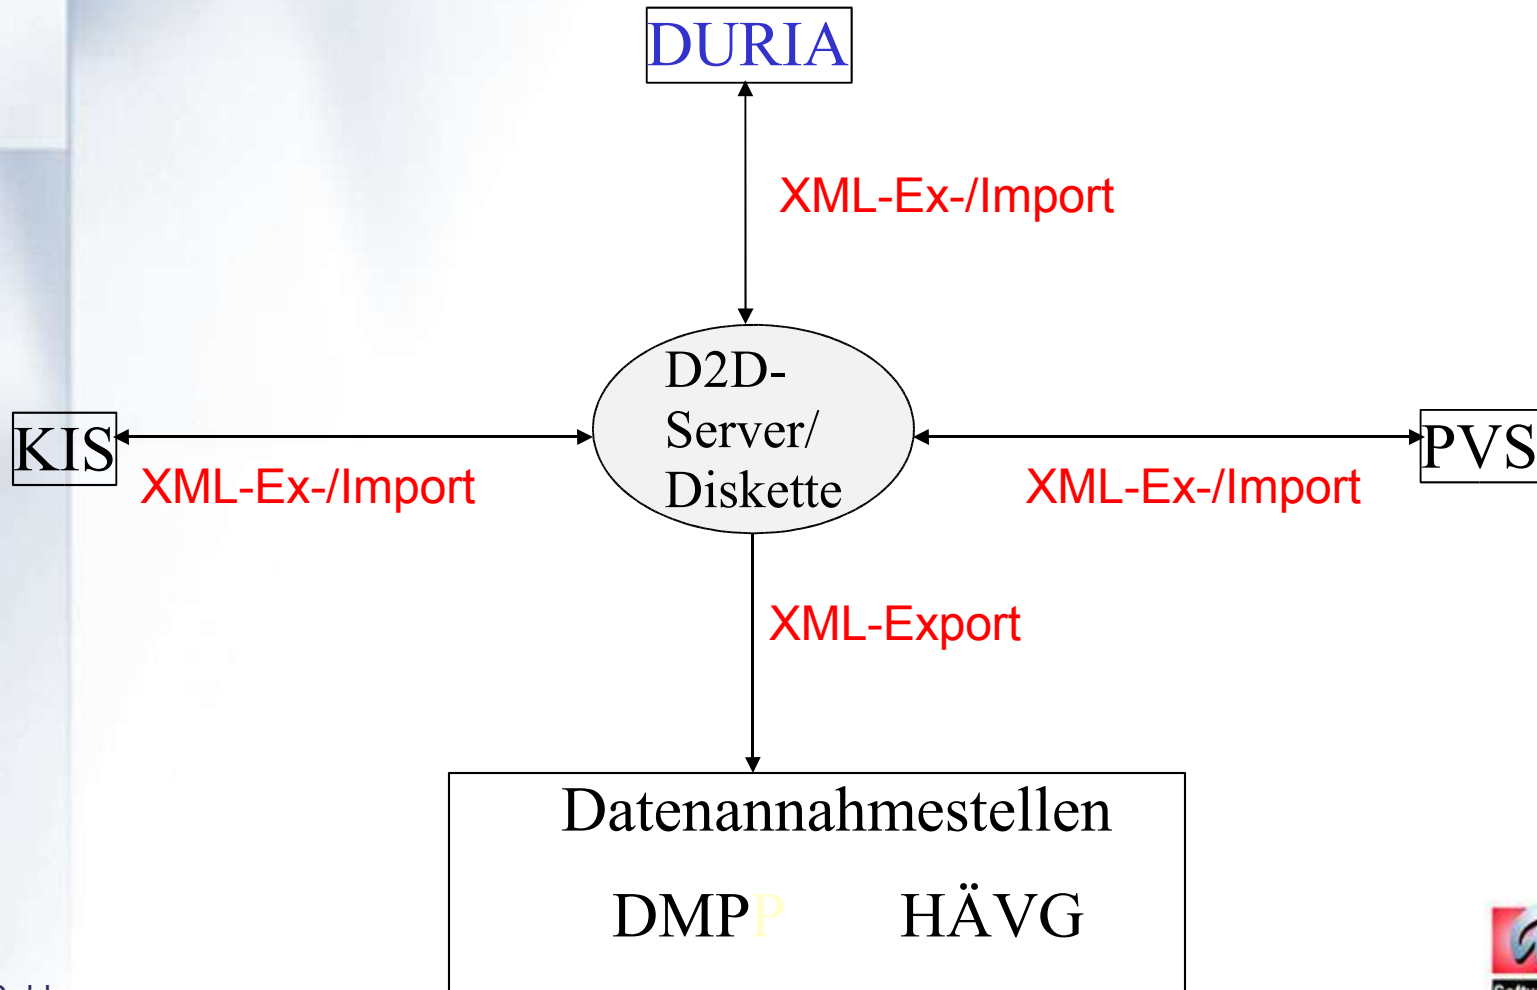 DURIA
XML-Ex-/Import
D2D-
Server/
Diskette
KIS
PVS
XML-Ex-/Import
XML-Ex-/Import
XML-Export
Datenannahmestellen
DMPP
HÄVG